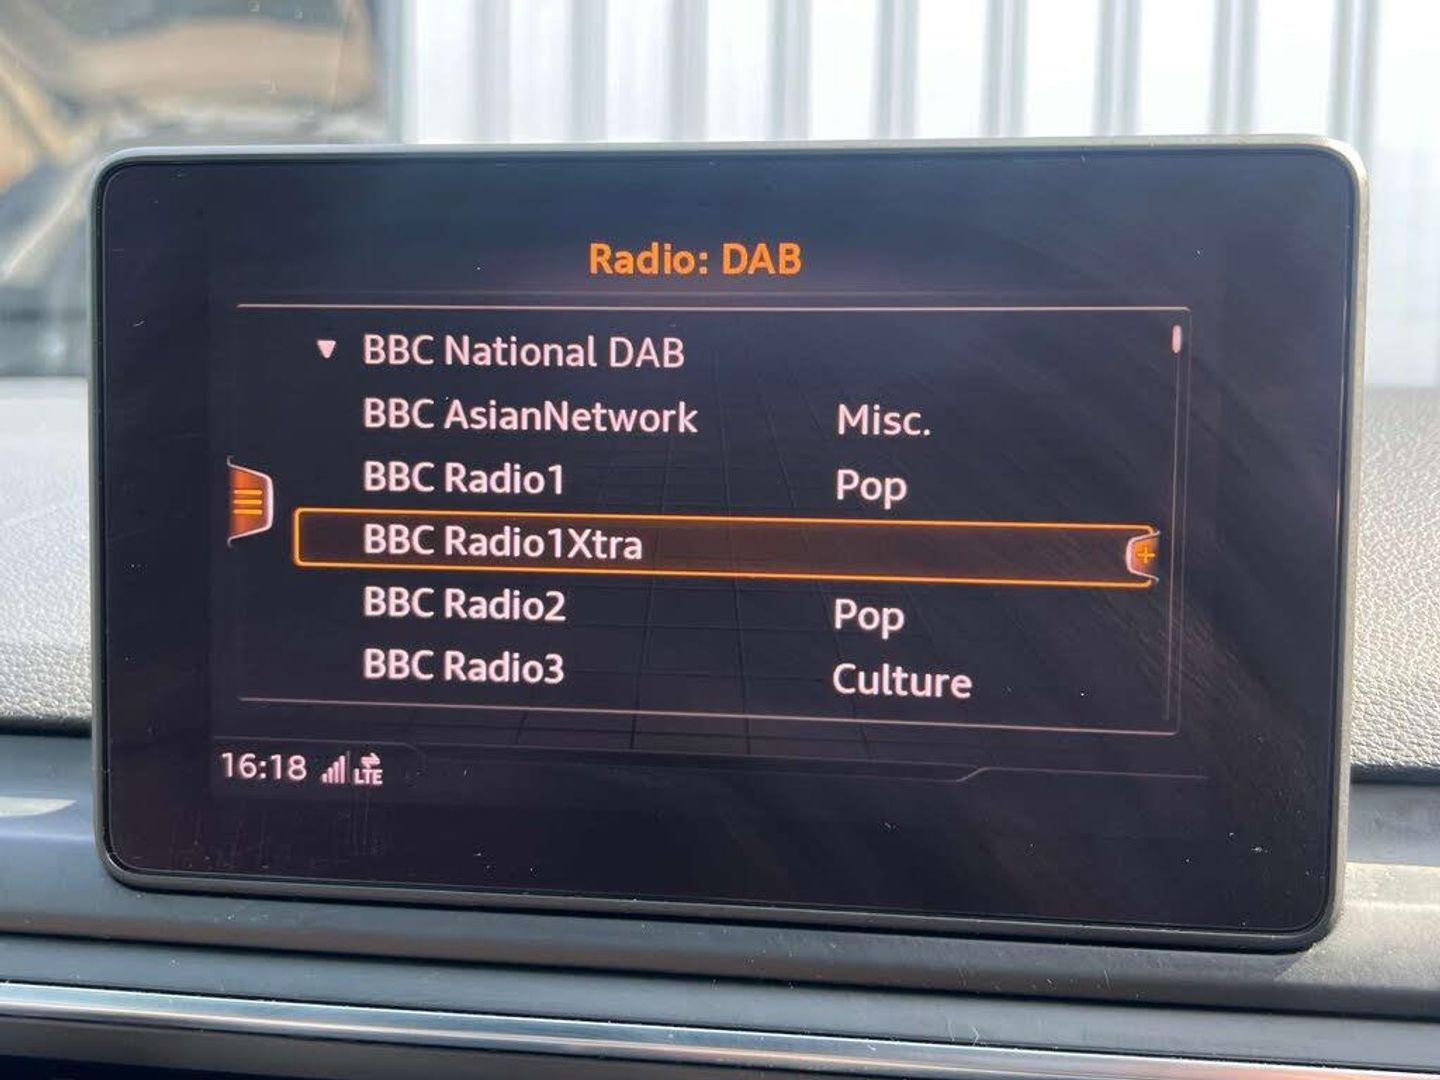 Radio: DAB
BBC National DAB
BBC AsianNetwork Misc.
BBC Radio1 Pop
BBC Radio1Xtra
BBC Radio2 Pop
BBC Radio3 Culture
16:18 LTE